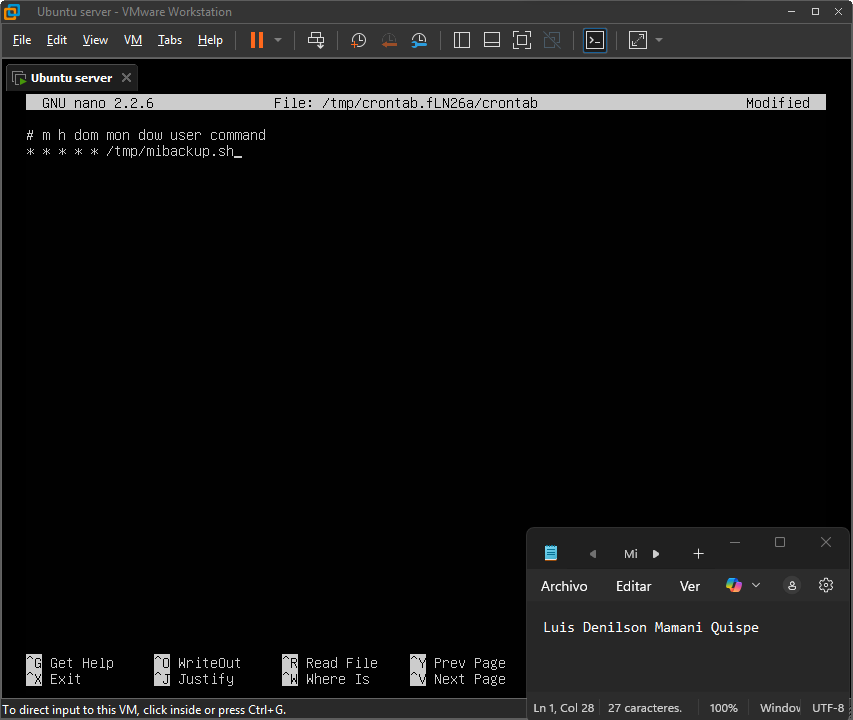 Ubuntu server - VMware Workstation
File Edit View VM Tabs Help
Ubuntu server
GNU nano 2.2.6 File: /tmp/crontab.fLN26a/crontab Modified
# m h dom mon dow user command
* * * * * /tmp/mibackup.sh_
Mi
Archivo Editar Ver
Luis Denilson Mamani Quispe
^G Get Help ^O WriteOut ^R Read File ^Y Prev Page
^X Exit ^J Justify ^W Where Is ^V Next Page
Ln 1, Col 28 27 caracteres. 100% Window UTF-8
To direct input to this VM, click inside or press Ctrl+G.